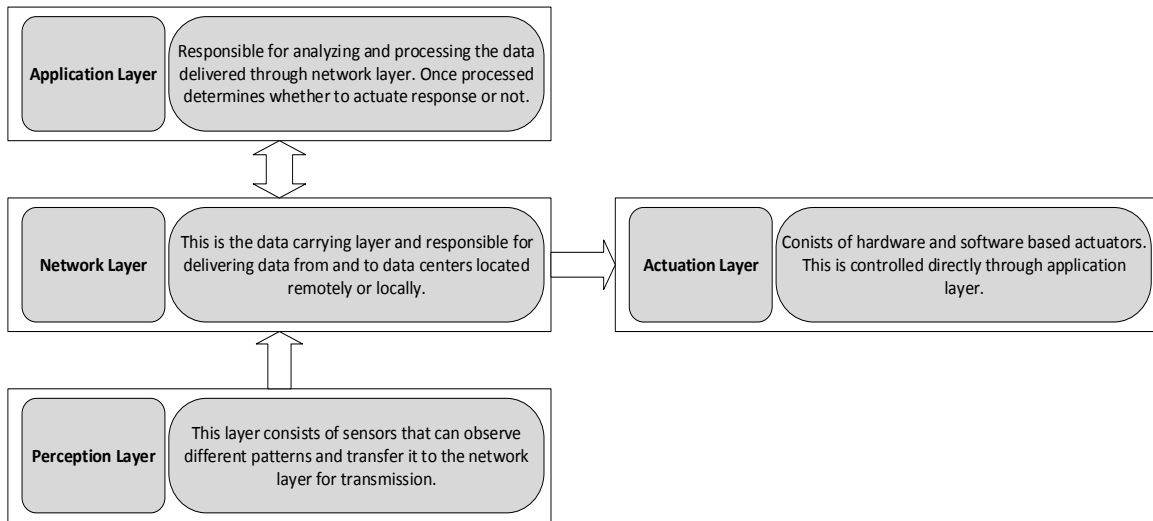 Application Layer
Responsible for analyzing and processing the data
delivered through network layer. Once processed
determines whether to actuate response or not.
Network Layer
This is the data carrying layer and responsible for
delivering data from and to data centers located
remotely or locally.
Actuation Layer
Conists of hardware and software based actuators.
This is controlled directly through application
layer.
Perception Layer
This layer consists of sensors that can observe
different patterns and transfer it to the network
layer for transmission.